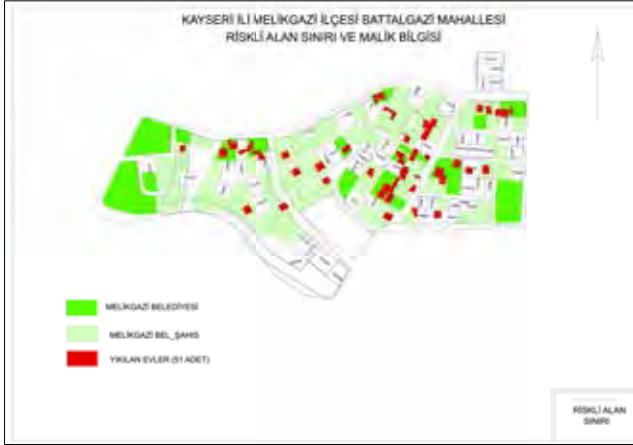 KAYSERİ İLİ MELİKGAZİ İLÇESİ BATTALGAZİ MAHALLESİ
RİSKLİ ALAN SINIRI VE MALİK BİLGİSİ
MELİKGAZİ BELEDİYESİ
MELİKGAZİ BEL_ŞAHIS
YIKILAN EVLER (51 ADET)
RİSKLİ ALAN
SINIRI